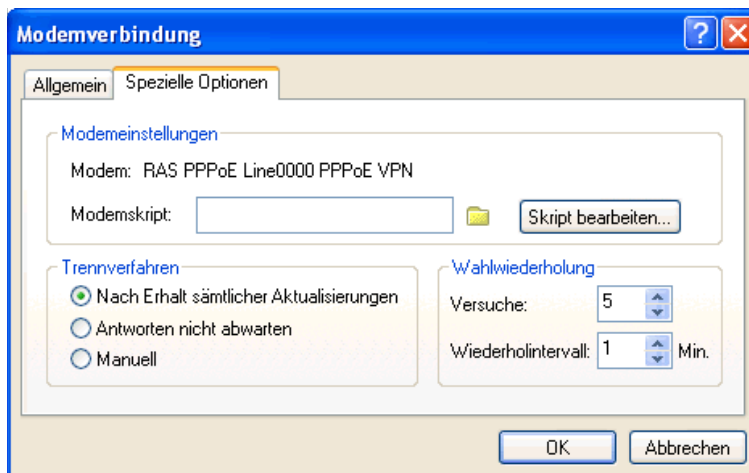 Modemverbindung
Allgemein
Spezielle Optionen
Modemeinstellungen
Modem: RAS PPPoE Line0000 PPPoE VPN
Modemskript:
Skript bearbeiten...
Trennverfahren
Nach Erhalt sämtlicher Aktualisierungen
Antworten nicht abwarten
Manuell
Wahlwiederholung
Versuche: 5
Wiederholintervall: 1 Min.
OK
Abbrechen